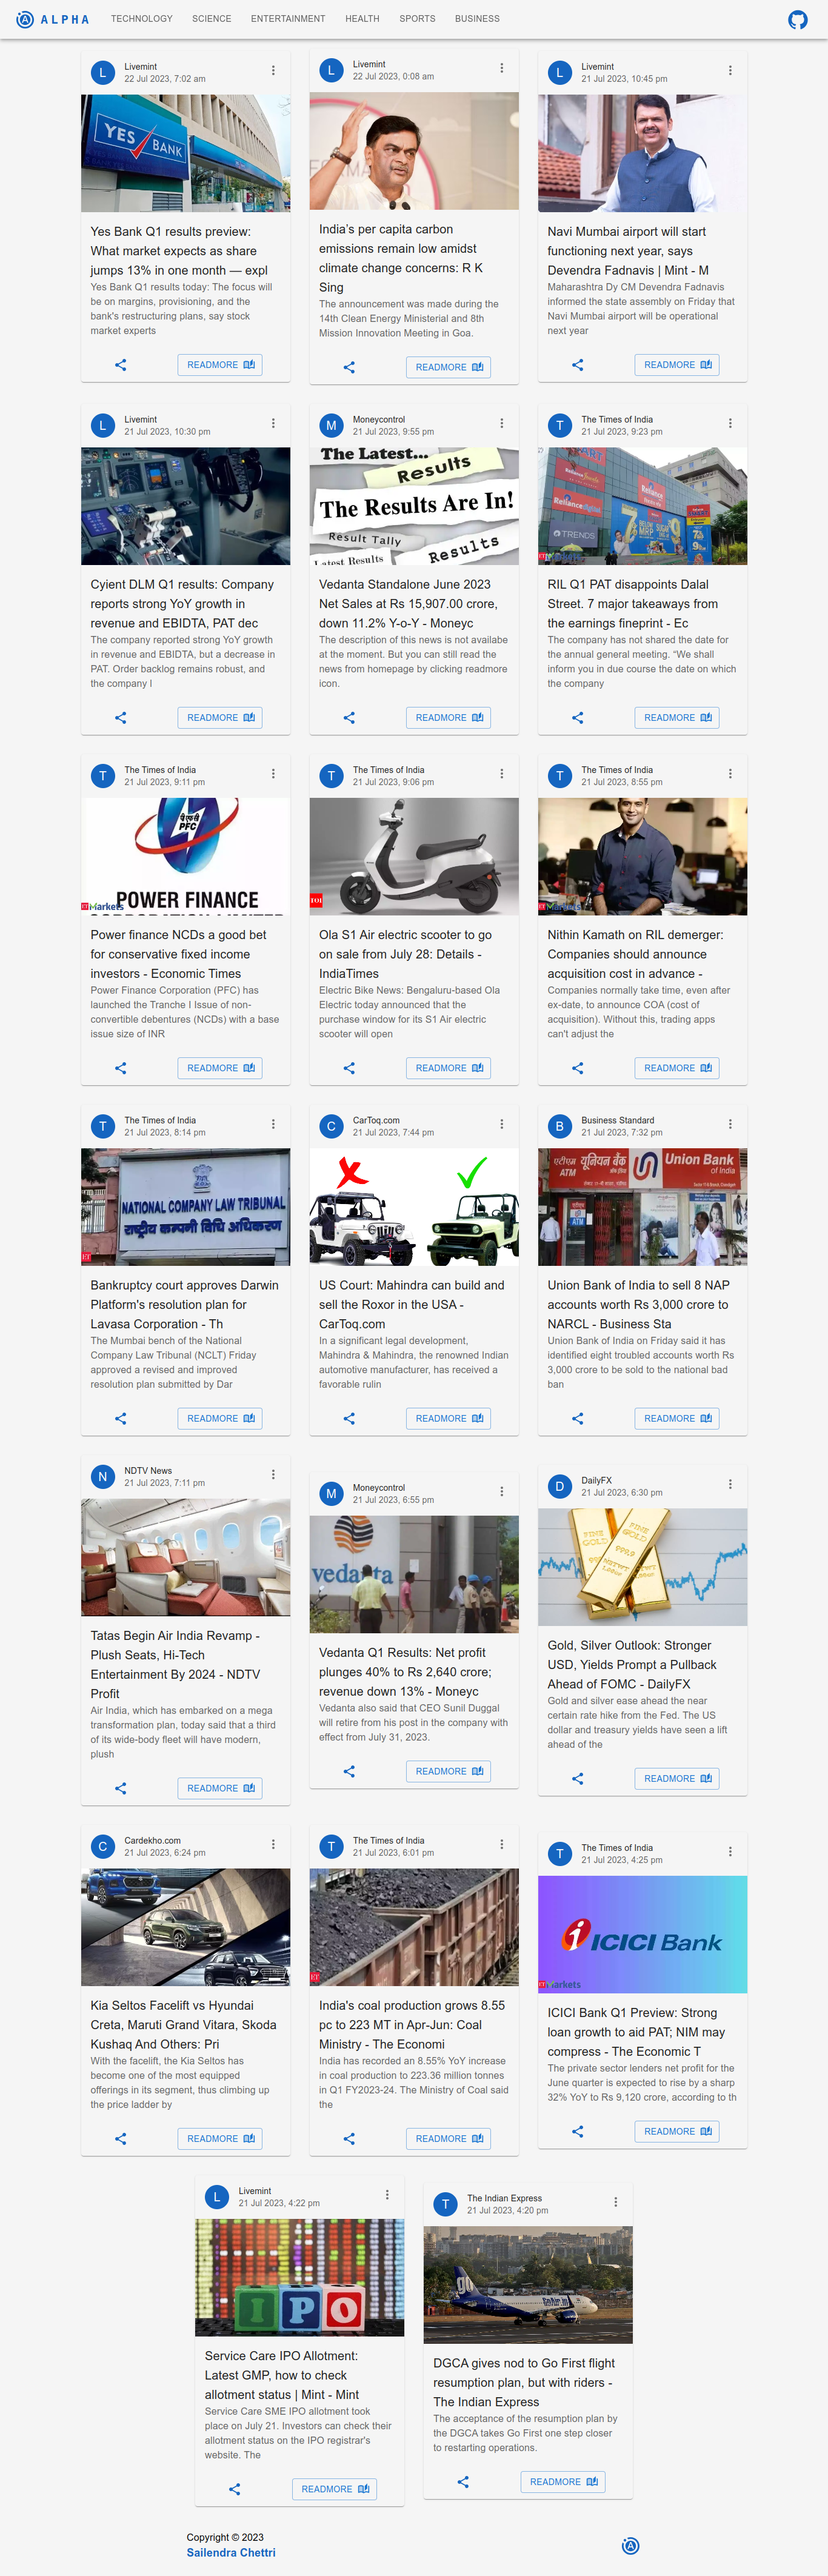 ALPHA TECHNOLOGY SCIENCE ENTERTAINMENT HEALTH SPORTS BUSINESS
L
Livemint
22 Jul 2023, 7:02 am
YES BANK
Yes Bank Q1 results preview:
What market expects as share
jumps 13% in one month — expl
Yes Bank Q1 results today: The focus will
be on margins, provisioning, and the
bank's restructuring plans, say stock
market experts
READMORE
L
Livemint
22 Jul 2023, 0:08 am
India's per capita carbon
emissions remain low amidst
climate change concerns: R K
Sing
The announcement was made during the
14th Clean Energy Ministerial and 8th
Mission Innovation Meeting in Goa.
READMORE
L
Livemint
21 Jul 2023, 10:45 pm
Navi Mumbai airport will start
functioning next year, says
Devendra Fadnavis | Mint - M
Maharashtra Dy CM Devendra Fadnavis
informed the state assembly on Friday that
Navi Mumbai airport will be operational
next year
READMORE
L
Livemint
21 Jul 2023, 10:30 pm
Cyient DLM Q1 results: Company
reports strong YoY growth in
revenue and EBIDTA, PAT dec
The company reported strong YoY growth
in revenue and EBIDTA, but a decrease in
PAT. Order backlog remains robust, and
the company l
READMORE
M
Moneycontrol
21 Jul 2023, 9:55 pm
The Latest...
Results
The Results Are In!
Result Tally
Results
Latest Results
Vedanta Standalone June 2023
Net Sales at Rs 15,907.00 crore,
down 11.2% Y-o-Y - Moneyc
The description of this news is not availabe
at the moment. But you can still read the
news from homepage by clicking readmore
icon.
READMORE
T
The Times of India
21 Jul 2023, 9:23 pm
Reliance
Reliance digital
TRENDS
ET
RIL Q1 PAT disappoints Dalal
Street. 7 major takeaways from
the earnings fineprint - Ec
The company has not shared the date for
the annual general meeting. "We shall
inform you in due course the date on which
the company
READMORE
T
The Times of India
21 Jul 2023, 9:11 pm
पी एफ सी
PFC
POWER FINANCE
CORPORATION LIMITED
ET Markets
Power finance NCDs a good bet
for conservative fixed income
investors - Economic Times
Power Finance Corporation (PFC) has
launched the Tranche I Issue of non-
convertible debentures (NCDs) with a base
issue size of INR
READMORE
T
The Times of India
21 Jul 2023, 9:06 pm
TOI
Ola S1 Air electric scooter to go
on sale from July 28: Details -
IndiaTimes
Electric Bike News: Bengaluru-based Ola
Electric today announced that the
purchase window for its S1 Air electric
scooter will open
READMORE
T
The Times of India
21 Jul 2023, 8:55 pm
ET Markets
Nithin Kamath on RIL demerger:
Companies should announce
acquisition cost in advance -
Companies normally take time, even after
ex-date, to announce COA (cost of
acquisition). Without this, trading apps
can't adjust the
READMORE
T
The Times of India
21 Jul 2023, 8:14 pm
NATIONAL COMPANY LAW TRIBUNAL
राष्ट्रीय कम्पनी विधि अधिकरण
ET
Bankruptcy court approves Darwin
Platform's resolution plan for
Lavasa Corporation - Th
The Mumbai bench of the National
Company Law Tribunal (NCLT) Friday
approved a revised and improved
resolution plan submitted by Dar
READMORE
C
CarToq.com
21 Jul 2023, 7:44 pm
US Court: Mahindra can build and
sell the Roxor in the USA -
CarToq.com
In a significant legal development,
Mahindra & Mahindra, the renowned Indian
automotive manufacturer, has received a
favorable rulin
READMORE
B
Business Standard
21 Jul 2023, 7:32 pm
एटीएम यूनियन बैंक
ATM
Union Bank
of India
ATM
Union Bank of India to sell 8 NAP
accounts worth Rs 3,000 crore to
NARCL - Business Sta
Union Bank of India on Friday said it has
identified eight troubled accounts worth Rs
3,000 crore to be sold to the national bad
ban
READMORE
N
NDTV News
21 Jul 2023, 7:11 pm
Tatas Begin Air India Revamp -
Plush Seats, Hi-Tech
Entertainment By 2024 - NDTV
Profit
Air India, which has embarked on a mega
transformation plan, today said that a third
of its wide-body fleet will have modern,
plush
READMORE
M
Moneycontrol
21 Jul 2023, 6:55 pm
vedanta
Vedanta Q1 Results: Net profit
plunges 40% to Rs 2,640 crore;
revenue down 13% - Moneyc
Vedanta also said that CEO Sunil Duggal
will retire from his post in the company with
effect from July 31, 2023.
READMORE
D
DailyFX
21 Jul 2023, 6:30 pm
FINE GOLD
999.9
FINE GOLD
Gold, Silver Outlook: Stronger
USD, Yields Prompt a Pullback
Ahead of FOMC - DailyFX
Gold and silver ease ahead the near
certain rate hike from the Fed. The US
dollar and treasury yields have seen a lift
ahead of the
READMORE
C
Cardekho.com
21 Jul 2023, 6:24 pm
Kia Seltos Facelift vs Hyundai
Creta, Maruti Grand Vitara, Skoda
Kushaq And Others: Pri
With the facelift, the Kia Seltos has
become one of the most equipped
offerings in its segment, thus climbing up
the price ladder by
READMORE
T
The Times of India
21 Jul 2023, 6:01 pm
ET
India's coal production grows 8.55
pc to 223 MT in Apr-Jun: Coal
Ministry - The Economi
India has recorded an 8.55% YoY increase
in coal production to 223.36 million tonnes
in Q1 FY2023-24. The Ministry of Coal said
the
READMORE
T
The Times of India
21 Jul 2023, 4:25 pm
ICICI Bank
ET Markets
ICICI Bank Q1 Preview: Strong
loan growth to aid PAT; NIM may
compress - The Economic T
The private sector lenders net profit for the
June quarter is expected to rise by a sharp
32% YoY to Rs 9,120 crore, according to th
READMORE
L
Livemint
21 Jul 2023, 4:22 pm
IPO
Service Care IPO Allotment:
Latest GMP, how to check
allotment status | Mint - Mint
Service Care SME IPO allotment took
place on July 21. Investors can check their
allotment status on the IPO registrar's
website. The
READMORE
T
The Indian Express
21 Jul 2023, 4:20 pm
go
DGCA gives nod to Go First flight
resumption plan, but with riders -
The Indian Express
The acceptance of the resumption plan by
the DGCA takes Go First one step closer
to restarting operations.
READMORE
Copyright © 2023
Sailendra Chettri